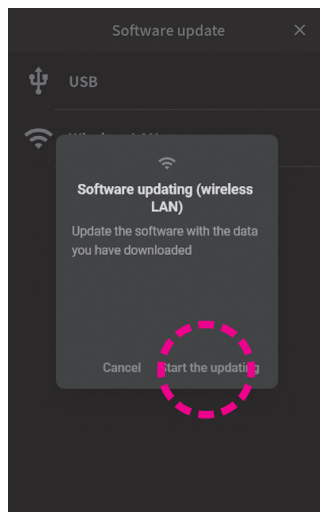 Software update
USB
Software updating (wireless
LAN)
Update the software with the data
you have downloaded
Cancel Start the updating